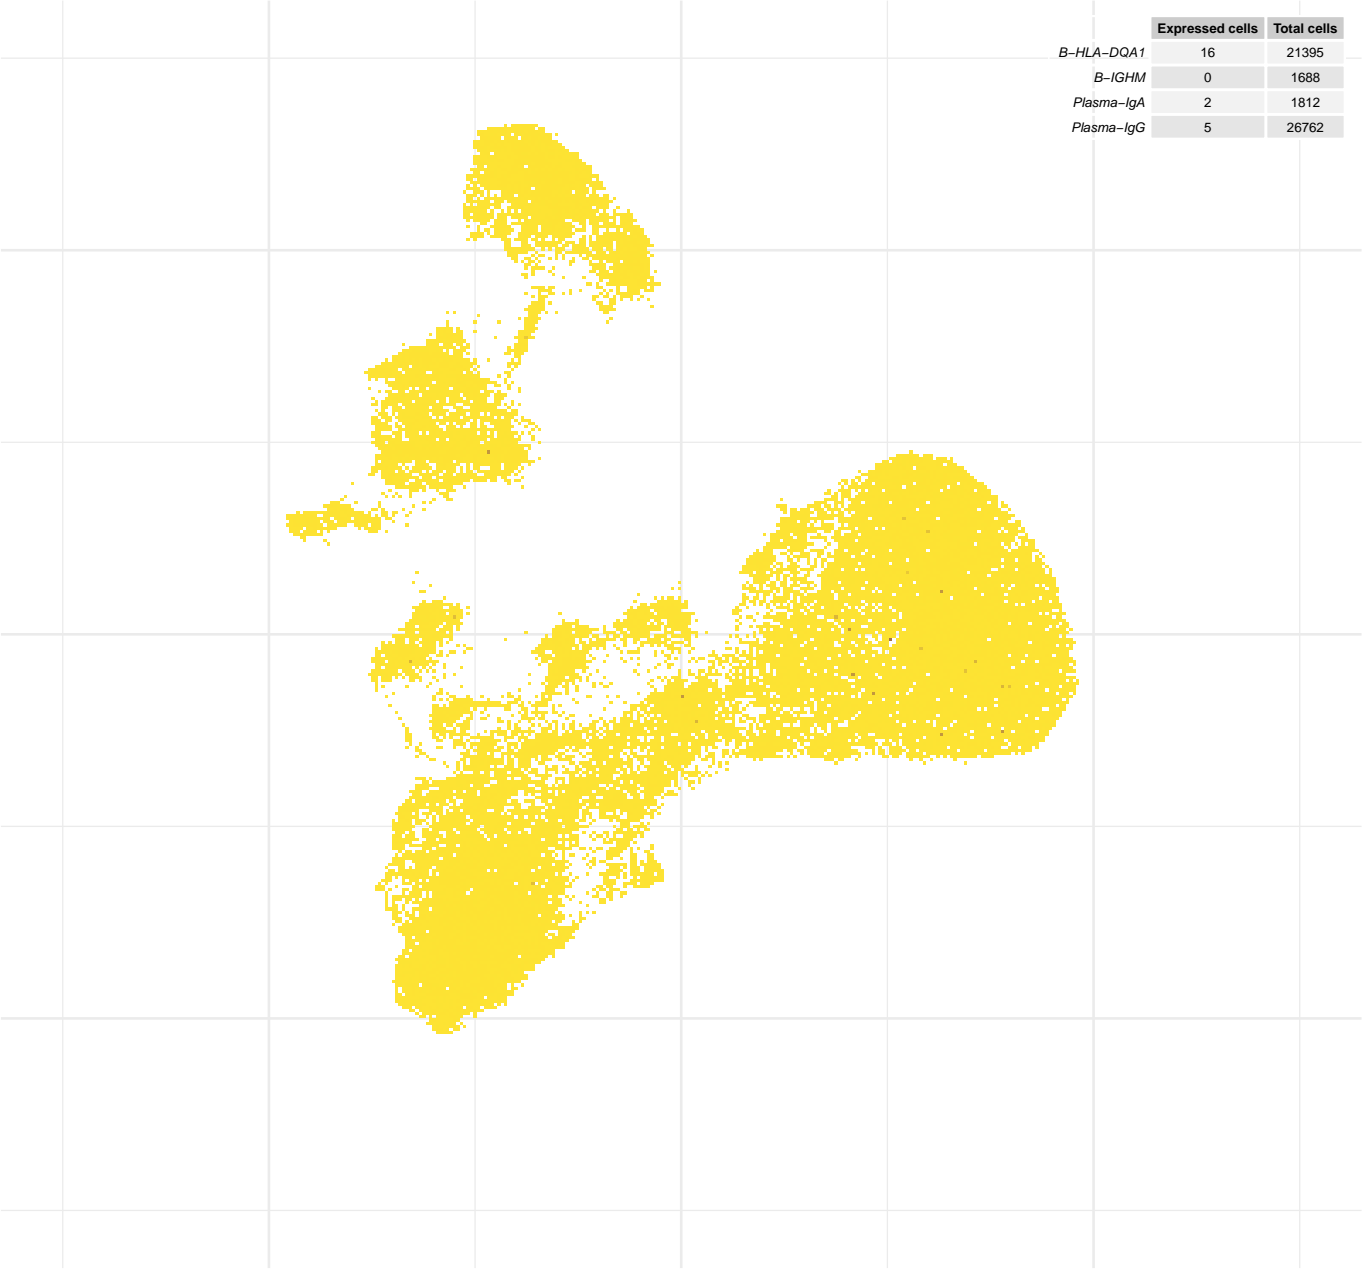 Expressed cells Total cells
B−HLA−DQA1 16 21395
B−IGHM 0 1688
Plasma−IgA 2 1812
Plasma−IgG 5 26762